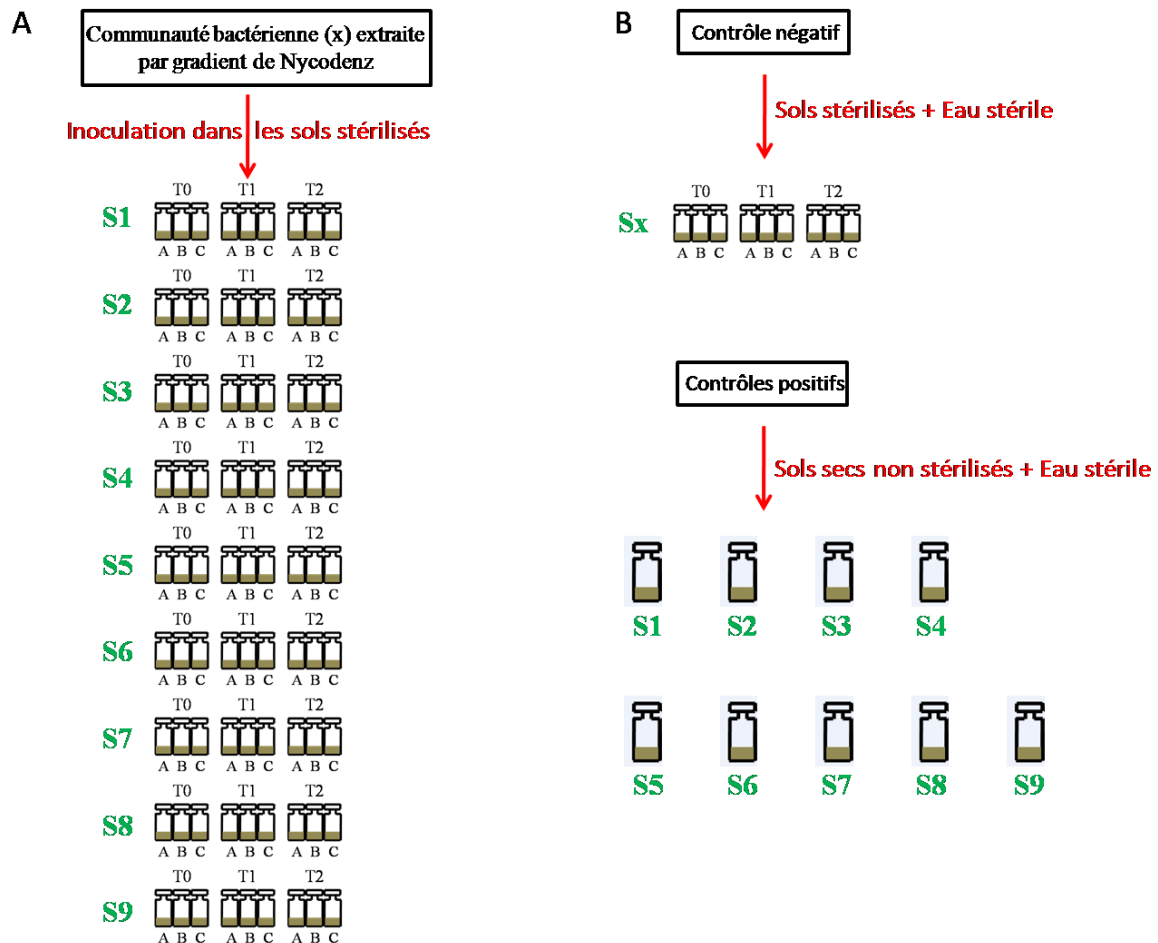 A
Communauté bactérienne (x) extraite
par gradient de Nycodenz
Inoculation dans les sols stérilisés
T0 T1 T2
S1
A B C A B C A B C
T0 T1 T2
S2
A B C A B C A B C
T0 T1 T2
S3
A B C A B C A B C
T0 T1 T2
S4
A B C A B C A B C
T0 T1 T2
S5
A B C A B C A B C
T0 T1 T2
S6
A B C A B C A B C
T0 T1 T2
S7
A B C A B C A B C
T0 T1 T2
S8
A B C A B C A B C
T0 T1 T2
S9
A B C A B C A B C
B
Contrôle négatif
Sols stérilisés + Eau stérile
T0 T1 T2
Sx
A B C A B C A B C
Contrôles positifs
Sols secs non stérilisés + Eau stérile
S1 S2 S3 S4
S5 S6 S7 S8 S9